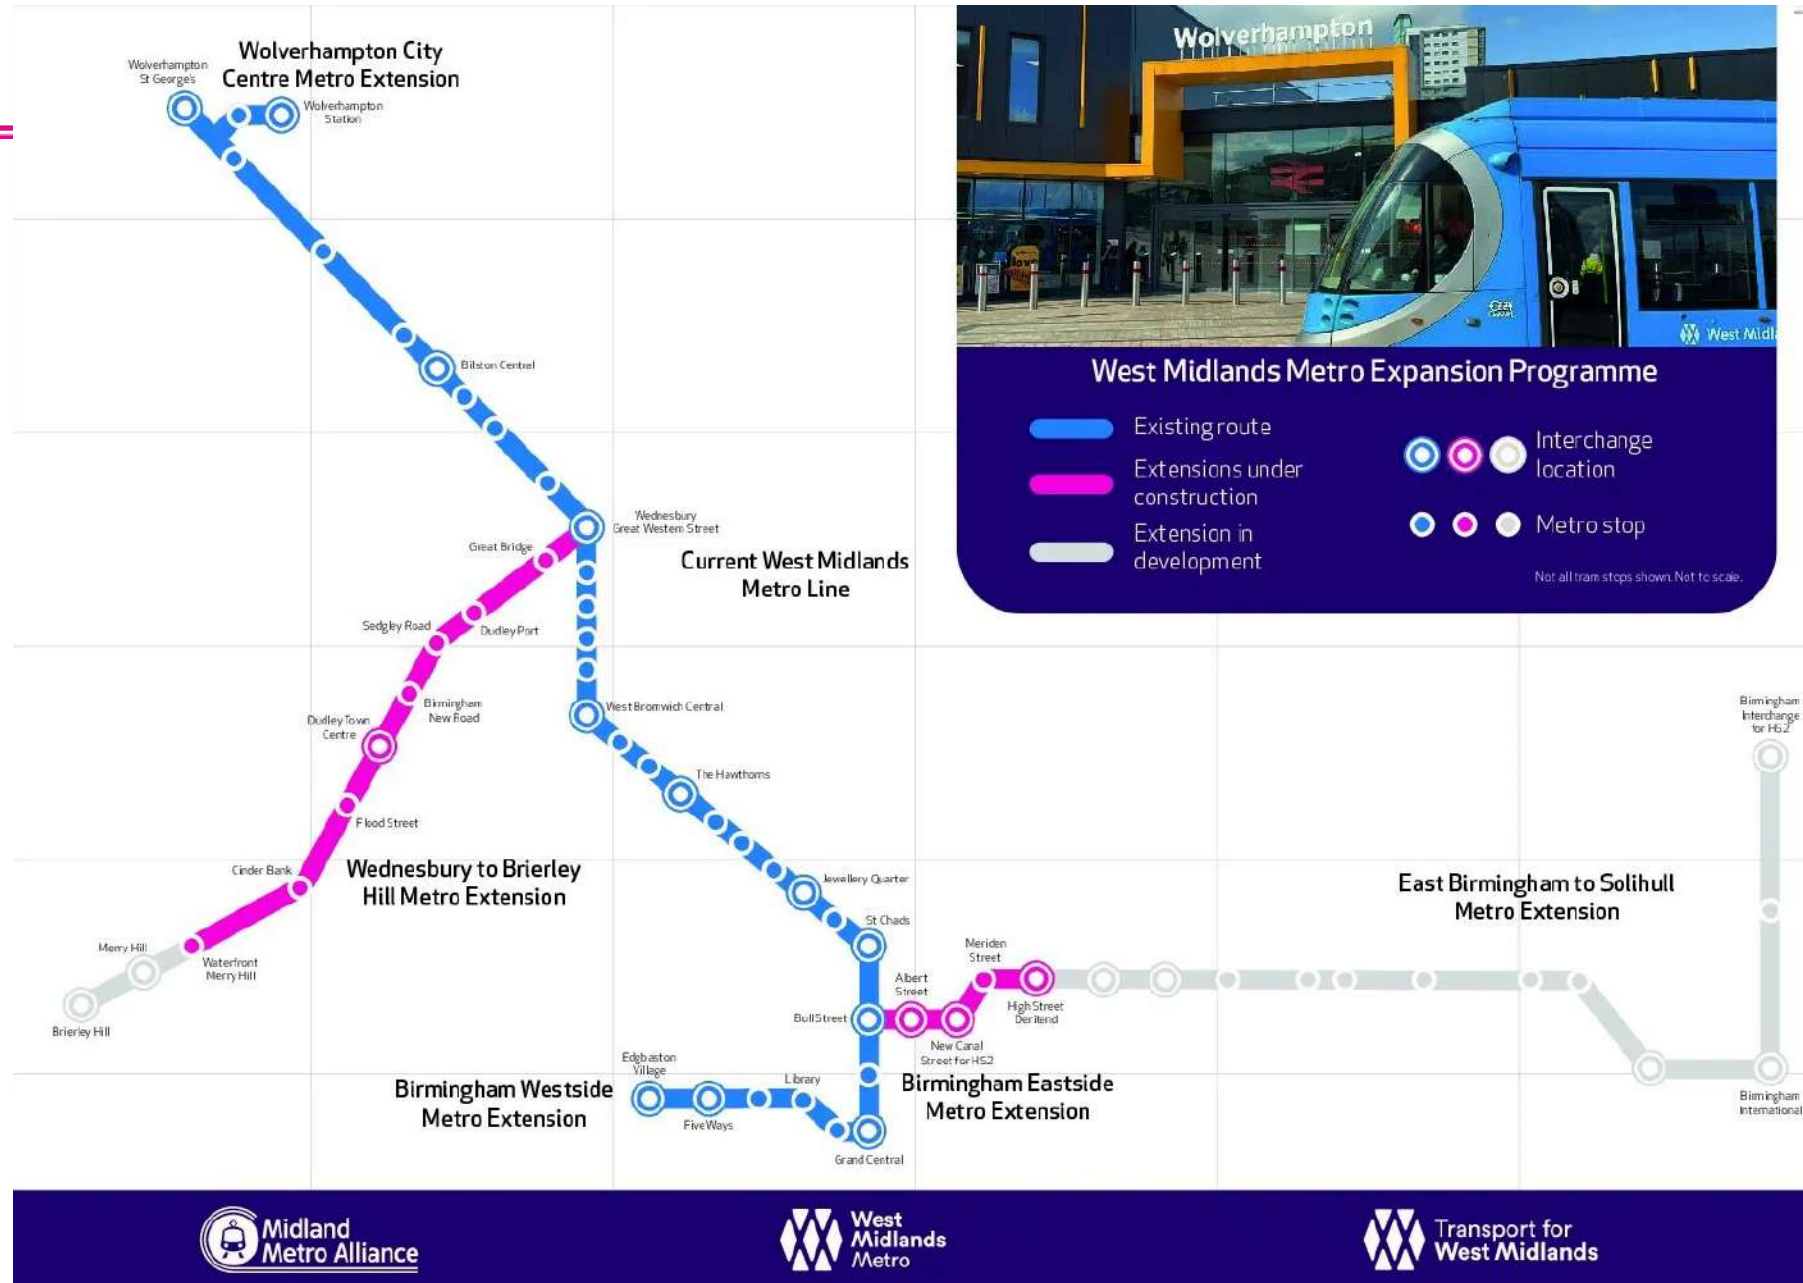 Wolverhampton City
Centre Metro Extension
Wolverhampton
St George's
Wolverhampton
Station
Bilston Central
Wednesbury
Great Western Street
Great Bridge
Current West Midlands
Metro Line
Sedgley Road
Dudley Port
Birmingham
New Road
Dudley Town
Centre
West Bromwich Central
The Hawthorns
Flood Street
Cinder Bank
Wednesbury to Brierley
Hill Metro Extension
Jewellery Quarter
St Chads
Merry Hill
Waterfront
Merry Hill
Brierley Hill
Bull Street
Albert
Street
Meriden
Street
High Street
Deritend
New Canal
Street for HS2
Edgbaston
Village
Five Ways
Library
Grand Central
Birmingham Westside
Metro Extension
Birmingham Eastside
Metro Extension
East Birmingham to Solihull
Metro Extension
Birmingham
Interchange
for HS2
Birmingham
International
Wolverhampton
West Midl
West Midlands Metro Expansion Programme
Existing route
Extensions under
construction
Extension in
development
Interchange
location
Metro stop
Not all tram stops shown. Not to scale.
Midland
Metro Alliance
West
Midlands
Metro
Transport for
West Midlands